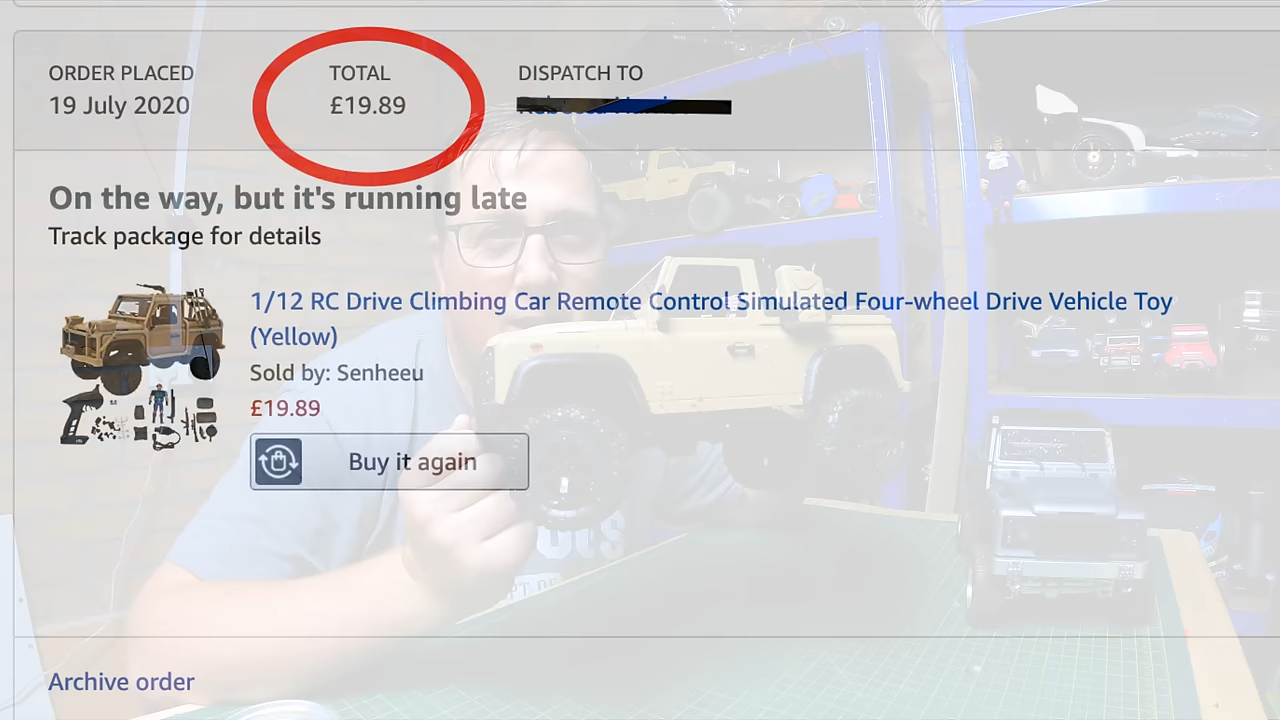 ORDER PLACED
TOTAL
DISPATCH TO
19 July 2020
£19.89
On the way, but it's running late
Track package for details
1/12 RC Drive Climbing Car Remote Control Simulated Four-wheel Drive Vehicle Toy
(Yellow)
Sold by: Senheeu
£19.89
Buy it again
Archive order